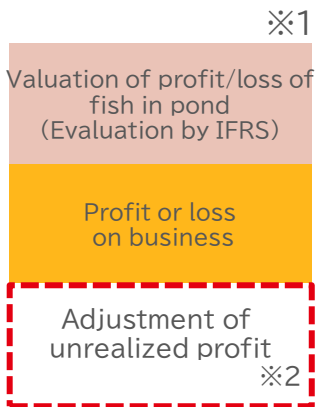 ※1
Valuation of profit/loss of
fish in pond
(Evaluation by IFRS)
Profit or loss
on business
Adjustment of
unrealized profit
※2